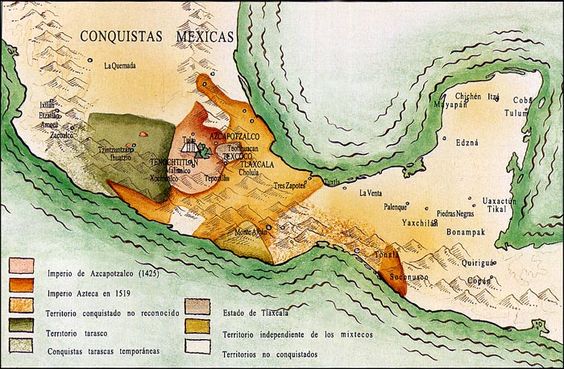 CONQUISTAS MEXICAS
La Quemada
Ixtlán
Etzatlán
Ameca
Zacoalco
Tzintzuntzan
Ihuatzio
Tula
AZCAPOTZALCO
Teotihuacan
TENOCHTITLAN
TEXCOCO
TLAXCALA
Malinalco
Cholula
Xochicalco
Tepoztlán
Tres Zapotes
Monte Albán
La Venta
Palenque
Yaxchilán
Piedras Negras
Bonampak
Uaxactún
Tikal
Quiriguá
Copán
Tonalá
Soconusco
Chichén Itzá
Mayapán
Cobá
Tulum
Edzná
Imperio de Azcapotzalco (1425)
Imperio Azteca en 1519
Territorio conquistado no reconocido
Territorio tarasco
Conquistas tarascas temporáneas
Estado de Tlaxcala
Territorio independiente de los mixtecos
Territorios no conquistados